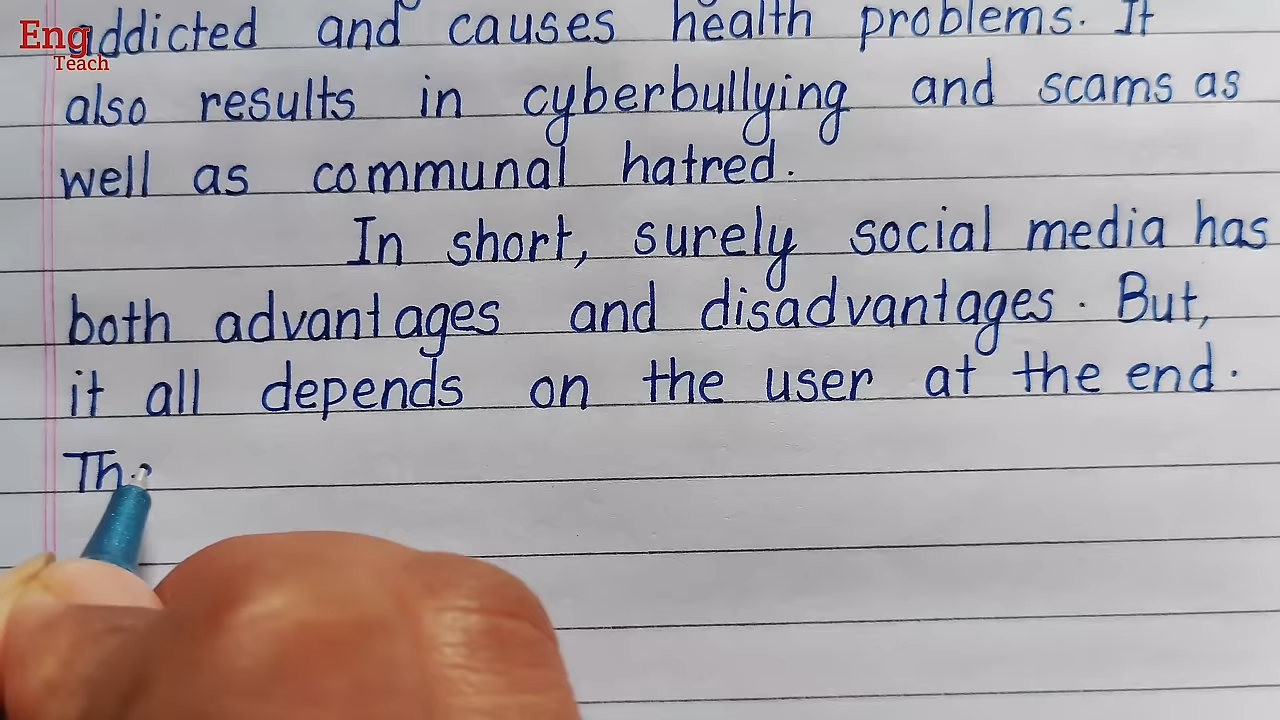 Eng
Teach
addicted and causes health problems. It
also results in cyberbullying and scams as
well as communal hatred.
In short, surely social media has
both advantages and disadvantages. But,
it all depends on the user at the end.